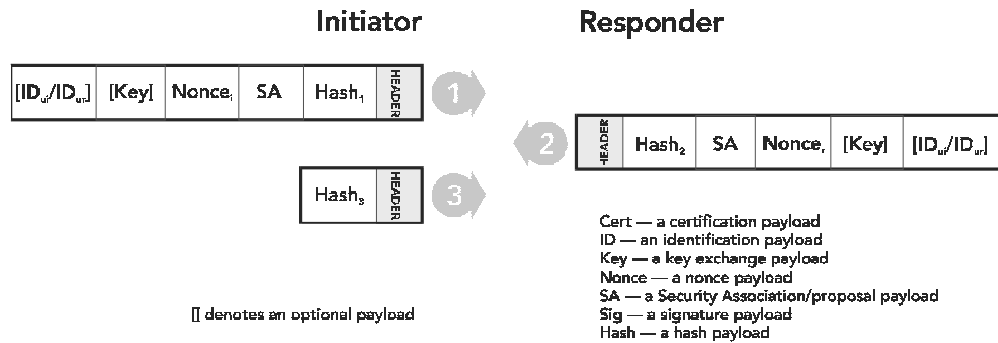 Initiator
Responder
[IDui/IDur] [Key] Noncei SA Hash1 HEADER 1
2 HEADER Hash2 SA Noncer [Key] [IDui/IDur]
Hash3 HEADER 3
Cert — a certification payload
ID — an identification payload
Key — a key exchange payload
Nonce — a nonce payload
SA — a Security Association/proposal payload
Sig — a signature payload
Hash — a hash payload
[] denotes an optional payload